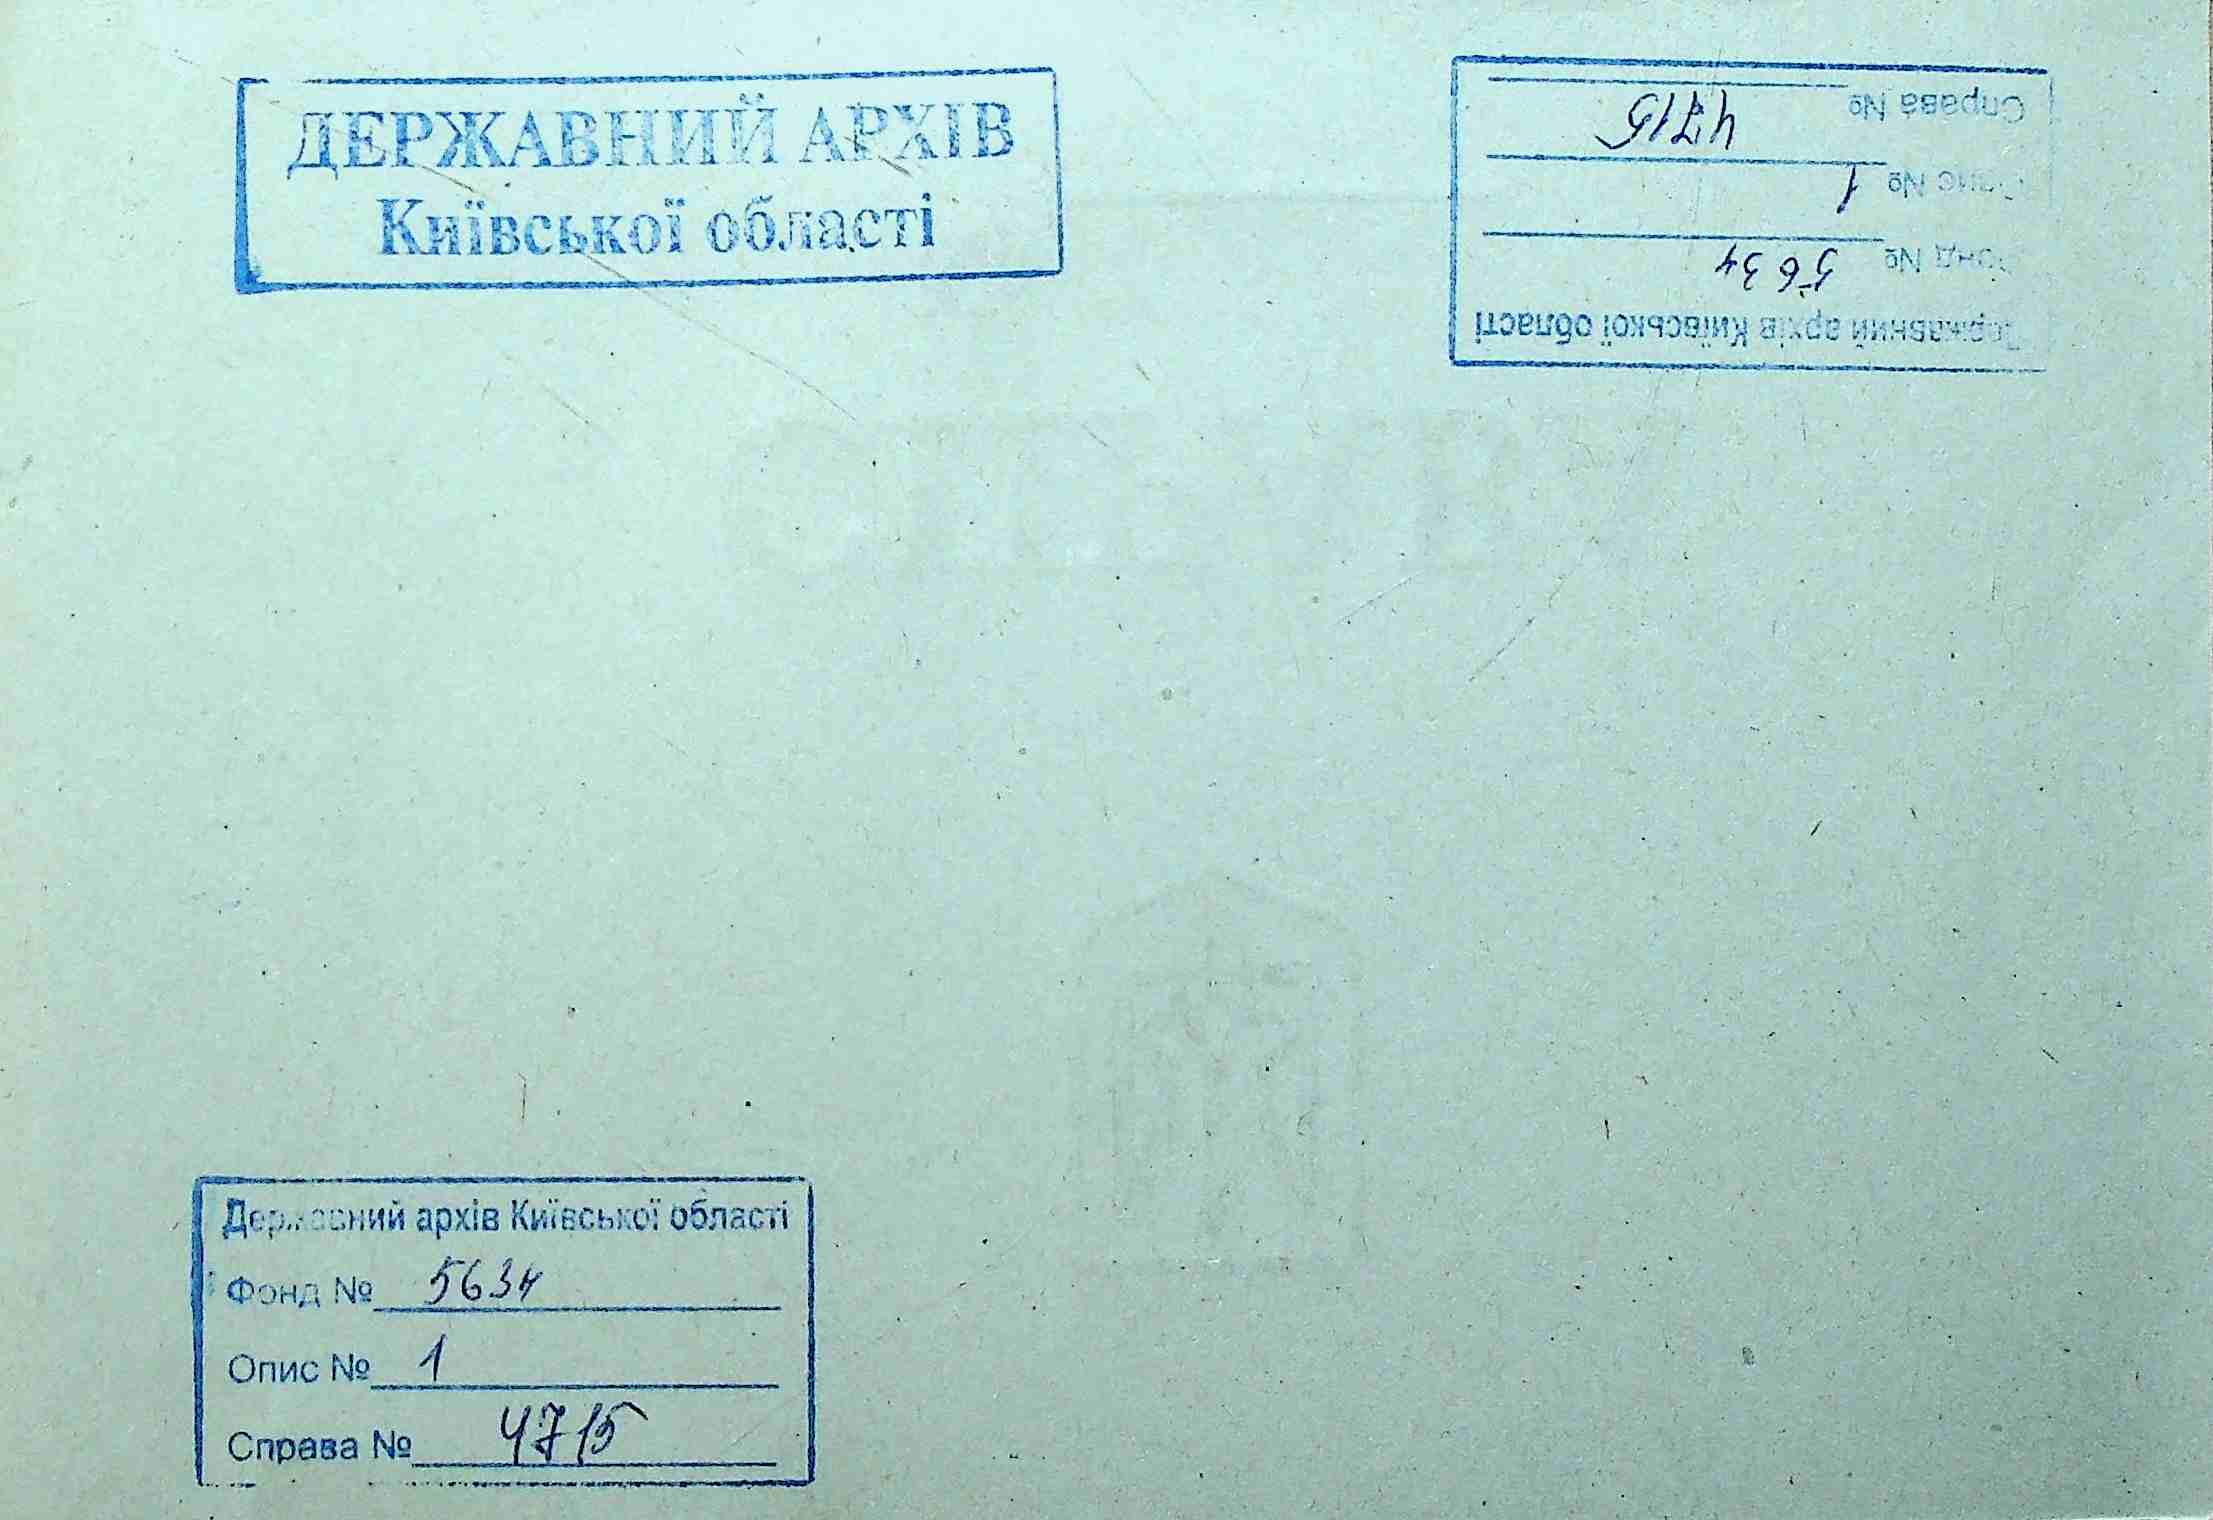 ДЕРЖАВНИЙ АРХІВ
Київської області
Державний архів Київської області
Фонд № 5634
Опис № 1
Справа № 4715
Державний архів Київської області
Фонд № 5634
Опис № 1
Справа № 4715